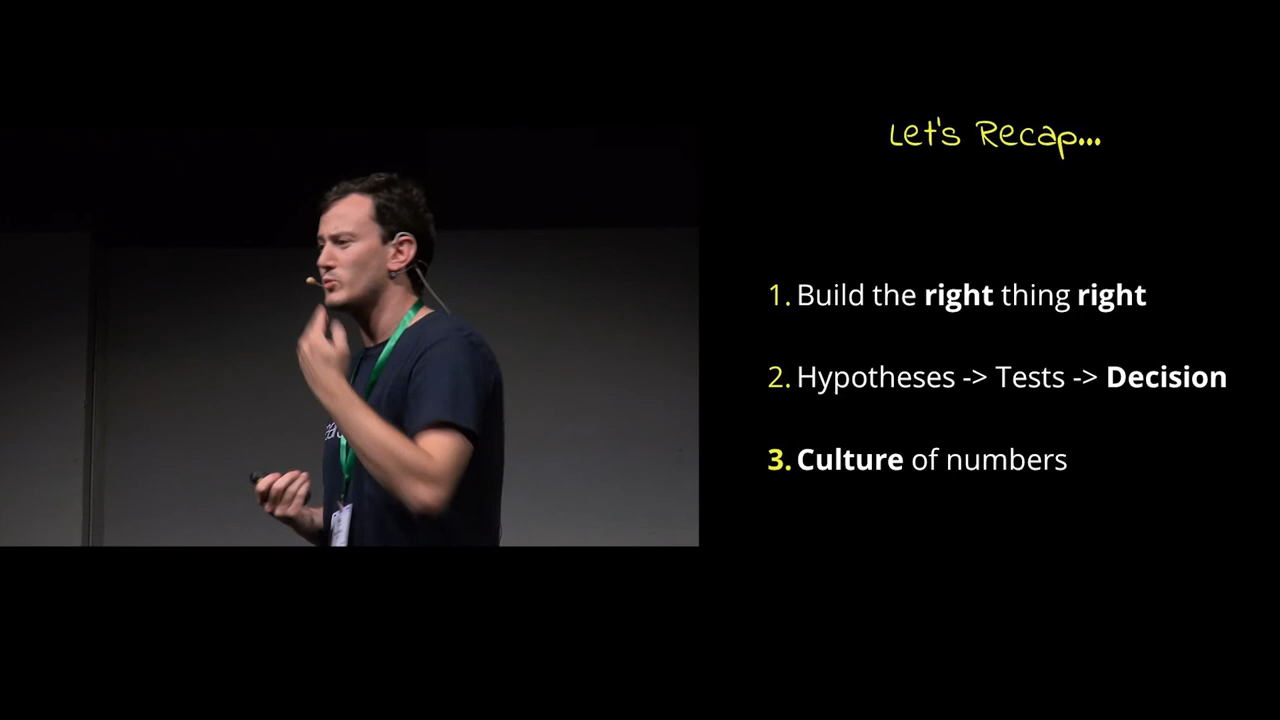 Let's Recap...
1. Build the right thing right
2. Hypotheses -> Tests -> Decision
3. Culture of numbers